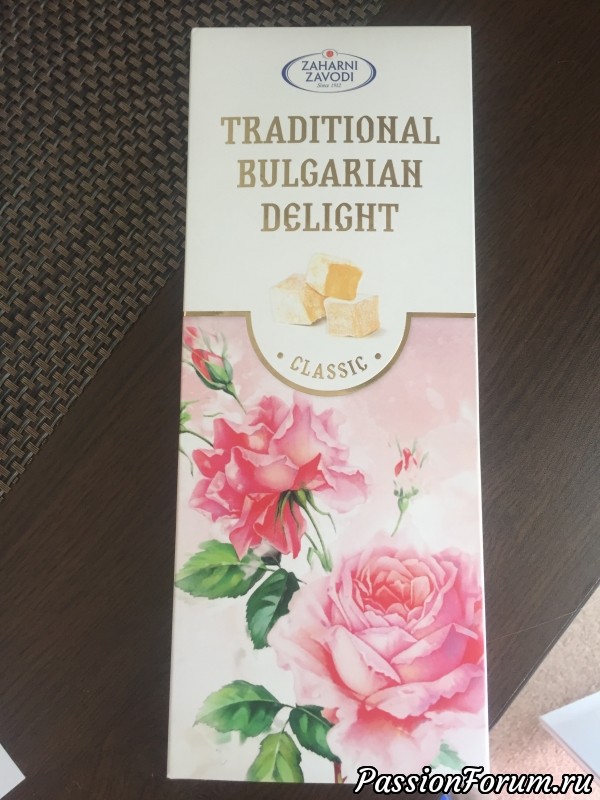 ZAHARNI
ZAVODI
Since 1912
TRADITIONAL
BULGARIAN
DELIGHT
• CLASSIC •
PassionForum.ru